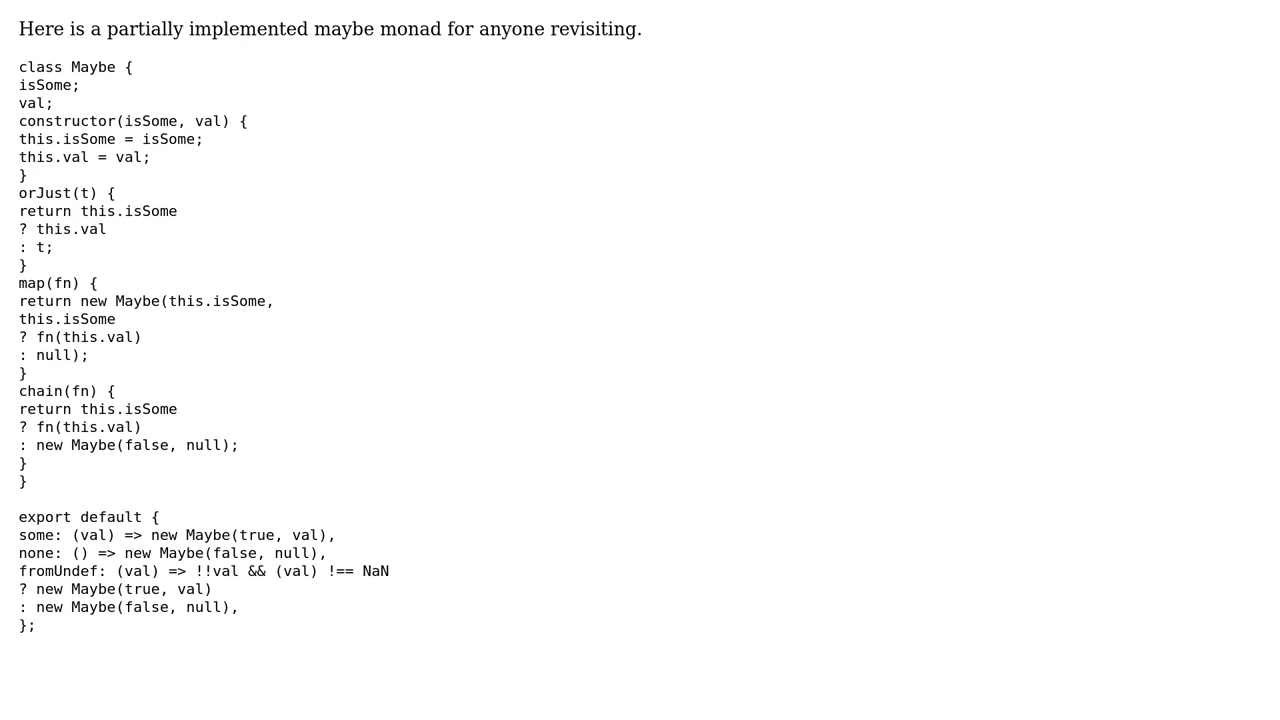 Here is a partially implemented maybe monad for anyone revisiting.
class Maybe {
isSome;
val;
constructor(isSome, val) {
this.isSome = isSome;
this.val = val;
}
orJust(t) {
return this.isSome
? this.val
: t;
}
map(fn) {
return new Maybe(this.isSome,
this.isSome
? fn(this.val)
: null);
}
chain(fn) {
return this.isSome
? fn(this.val)
: new Maybe(false, null);
}
}

export default {
some: (val) => new Maybe(true, val),
none: () => new Maybe(false, null),
fromUndef: (val) => !!val && (val) !== NaN
? new Maybe(true, val)
: new Maybe(false, null),
};